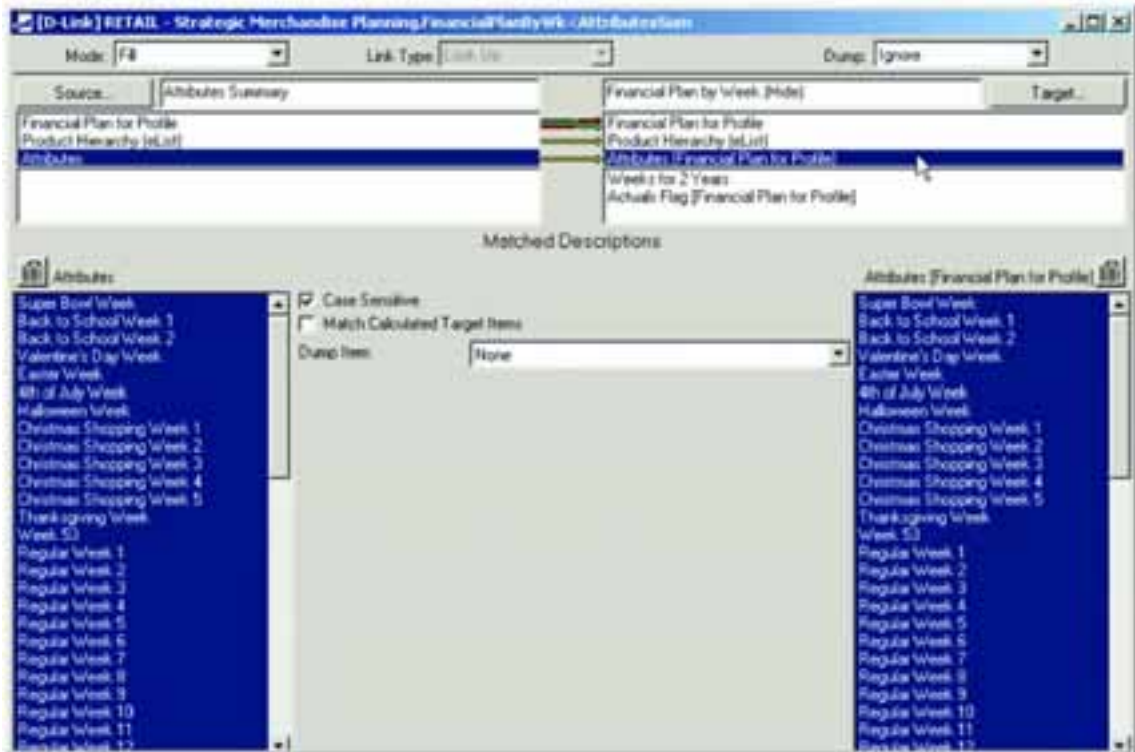 [D-Link] RETAIL - Strategic Merchandise Planning.FinancialPlanByWk - AttributesSum
Mode: Fill
Link Type: Look Up
Dump: Ignore
Source...
Attributes Summary
Financial Plan by Week (Hide)
Target...
Financial Plan for Profile
Product Hierarchy (eList)
Attributes
Financial Plan for Profile
Product Hierarchy (eList)
Attributes [Financial Plan for Profile]
Weeks for 2 Years
Actuals Flag [Financial Plan for Profile]
Matched Descriptions
Attributes
Super Bowl Week
Back to School Week 1
Back to School Week 2
Valentine's Day Week
Easter Week
4th of July Week
Halloween Week
Christmas Shopping Week 1
Christmas Shopping Week 2
Christmas Shopping Week 3
Christmas Shopping Week 4
Christmas Shopping Week 5
Thanksgiving Week
Week 53
Regular Week 1
Regular Week 2
Regular Week 3
Regular Week 4
Regular Week 5
Regular Week 6
Regular Week 7
Regular Week 8
Regular Week 9
Regular Week 10
Regular Week 11
Regular Week 12
Case Sensitive
Match Calculated Target Items
Dump Item: None
Attributes [Financial Plan for Profile]
Super Bowl Week
Back to School Week 1
Back to School Week 2
Valentine's Day Week
Easter Week
4th of July Week
Halloween Week
Christmas Shopping Week 1
Christmas Shopping Week 2
Christmas Shopping Week 3
Christmas Shopping Week 4
Christmas Shopping Week 5
Thanksgiving Week
Week 53
Regular Week 1
Regular Week 2
Regular Week 3
Regular Week 4
Regular Week 5
Regular Week 6
Regular Week 7
Regular Week 8
Regular Week 9
Regular Week 10
Regular Week 11
Regular Week 12